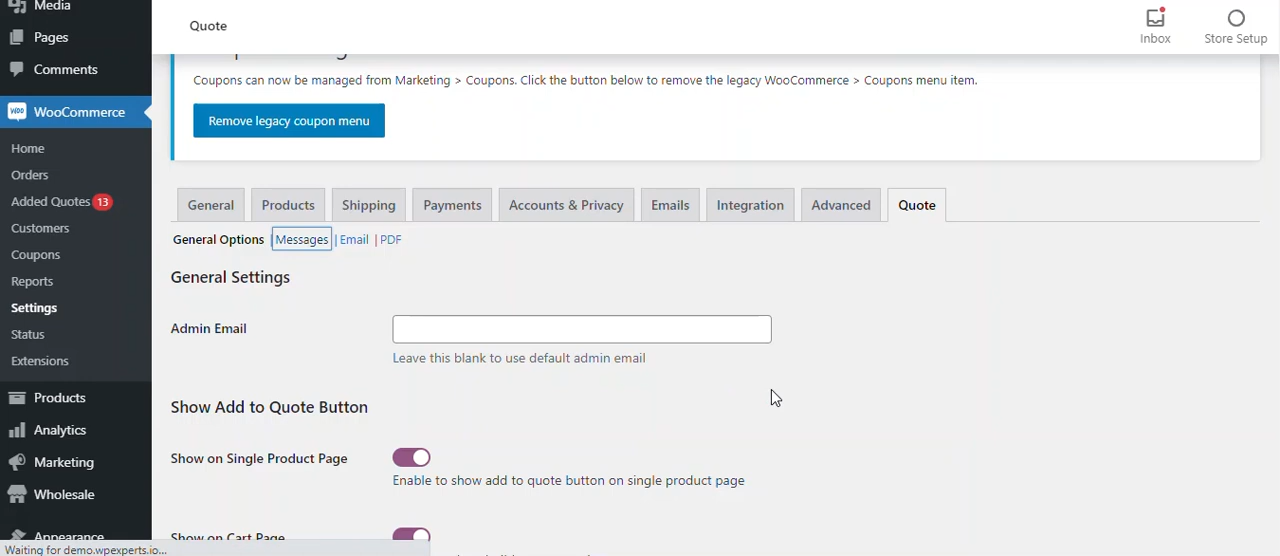 Media
Quote
Inbox
Store Setup
Pages
Comments
Coupons can now be managed from Marketing > Coupons. Click the button below to remove the legacy WooCommerce > Coupons menu item.
Remove legacy coupon menu
WooCommerce
Home
Orders
Added Quotes 13
Customers
Coupons
Reports
Settings
Status
Extensions
Products
Analytics
Marketing
Wholesale
Appearance
General Products Shipping Payments Accounts & Privacy Emails Integration Advanced Quote
General Options | Messages | Email | PDF
General Settings
Admin Email
Leave this blank to use default admin email
Show Add to Quote Button
Show on Single Product Page
Enable to show add to quote button on single product page
Show on Cart Page
Waiting for demo.wpexperts.io...